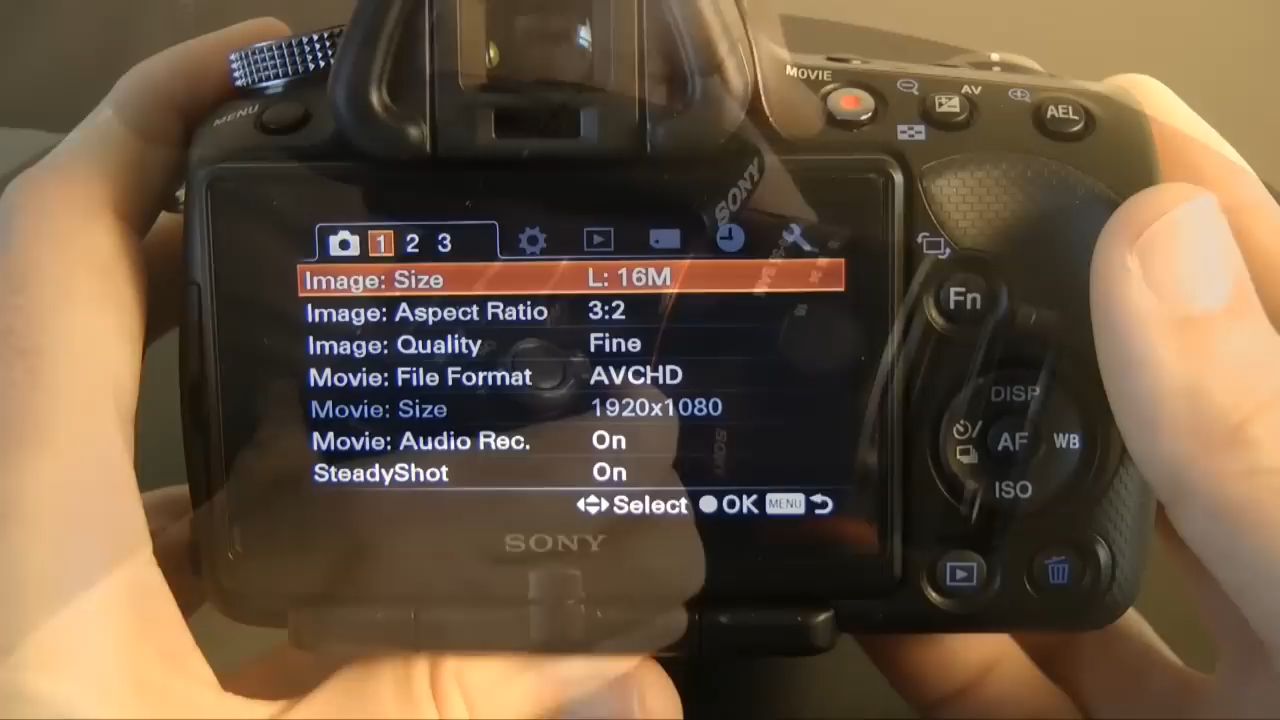 MOVIE
AV
MENU
AEL
SONY
1 2 3
Image: Size L: 16M
Image: Aspect Ratio 3:2
Image: Quality Fine
Movie: File Format AVCHD
Movie: Size 1920x1080
Movie: Audio Rec. On
SteadyShot On
Select OK MENU
Fn
DISP
AF
WB
ISO
SONY